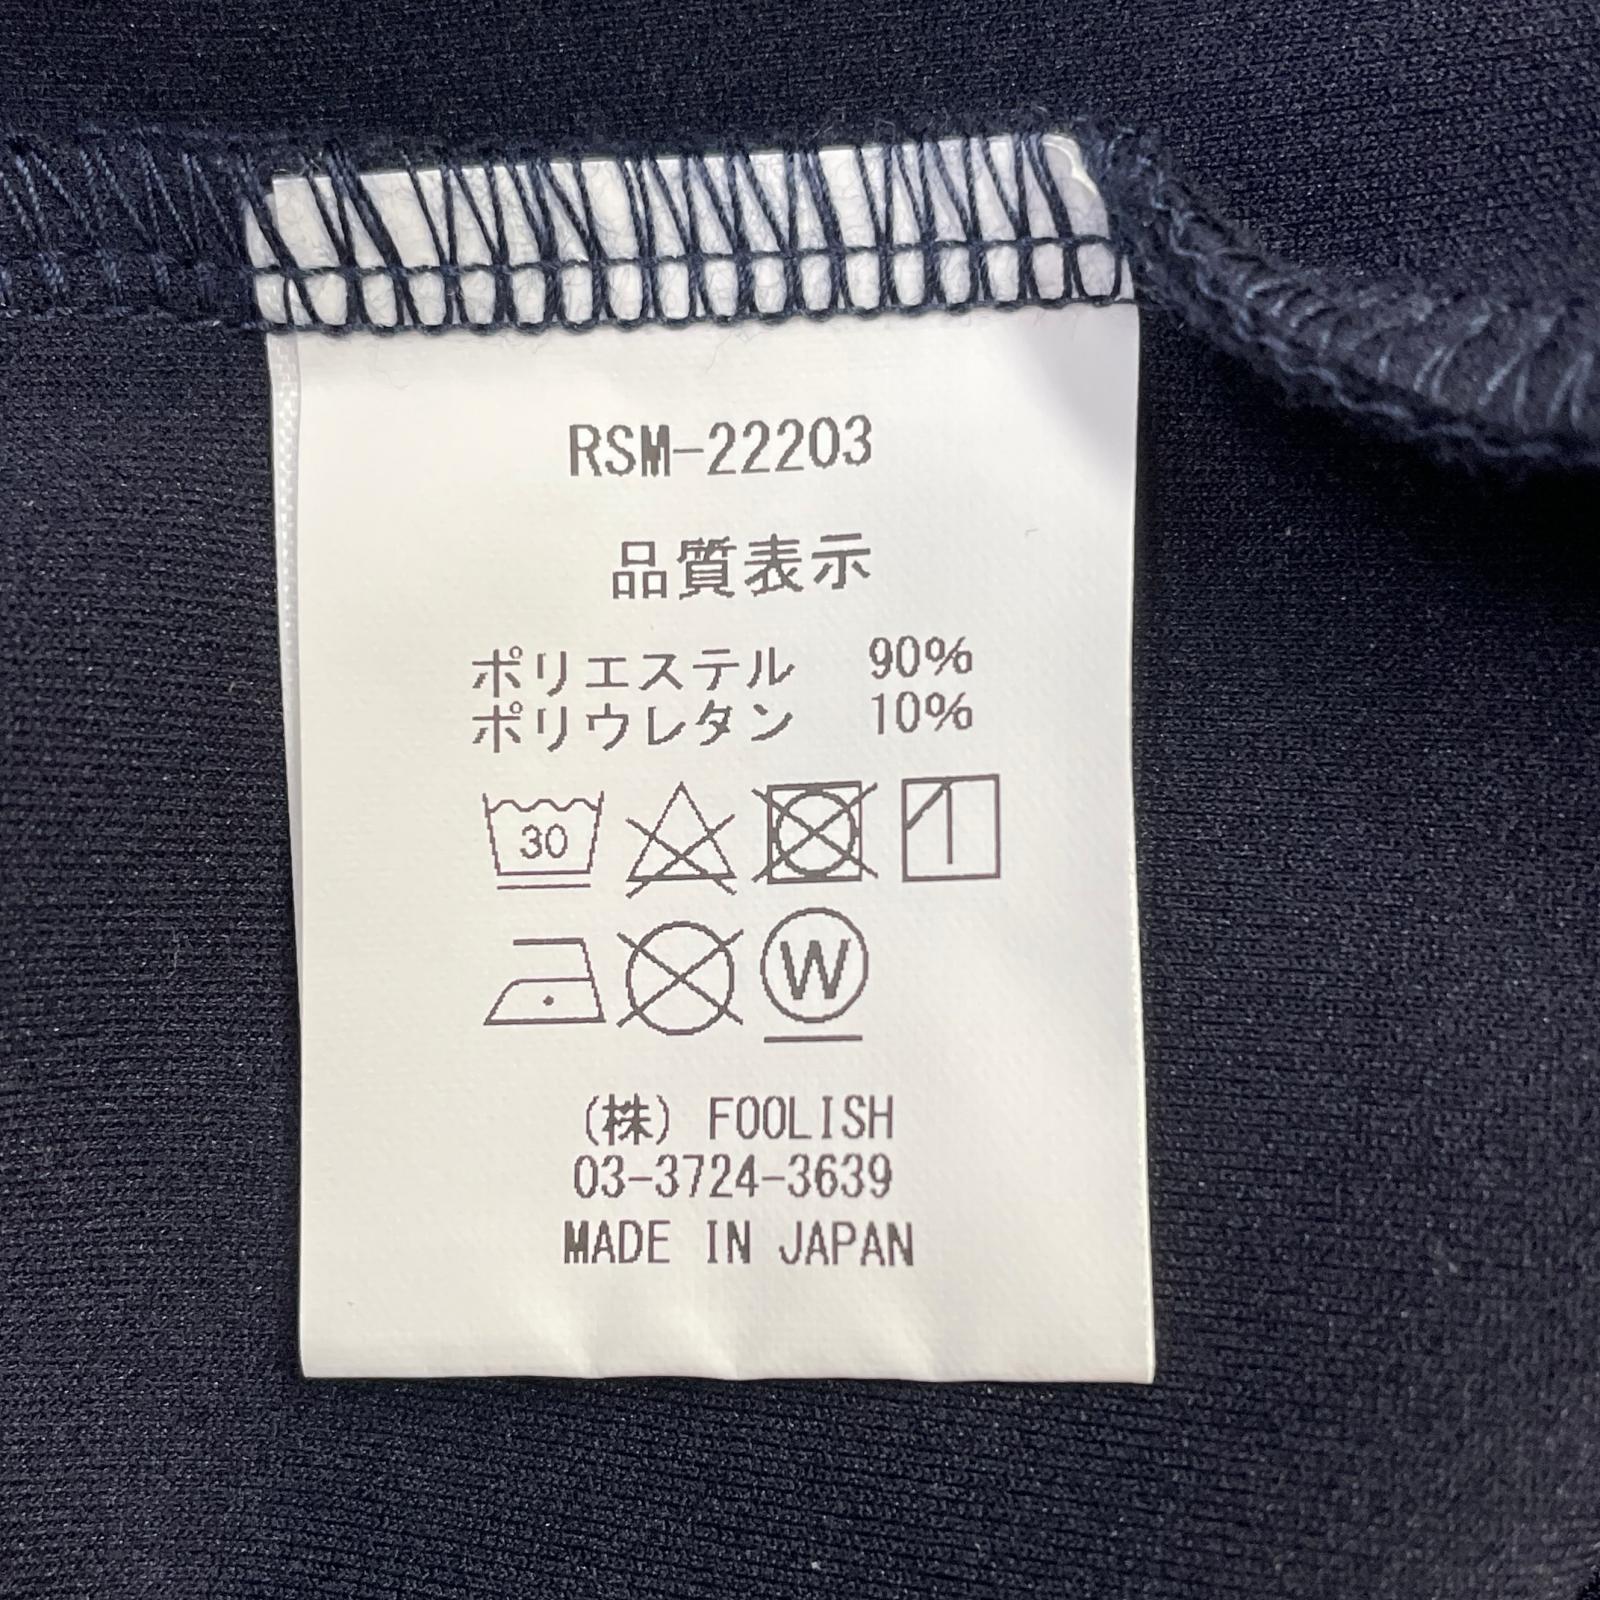 RSM-22203
品質表示
ポリエステル 90%
ポリウレタン 10%
30
W
(株) FOOLISH
03-3724-3639
MADE IN JAPAN